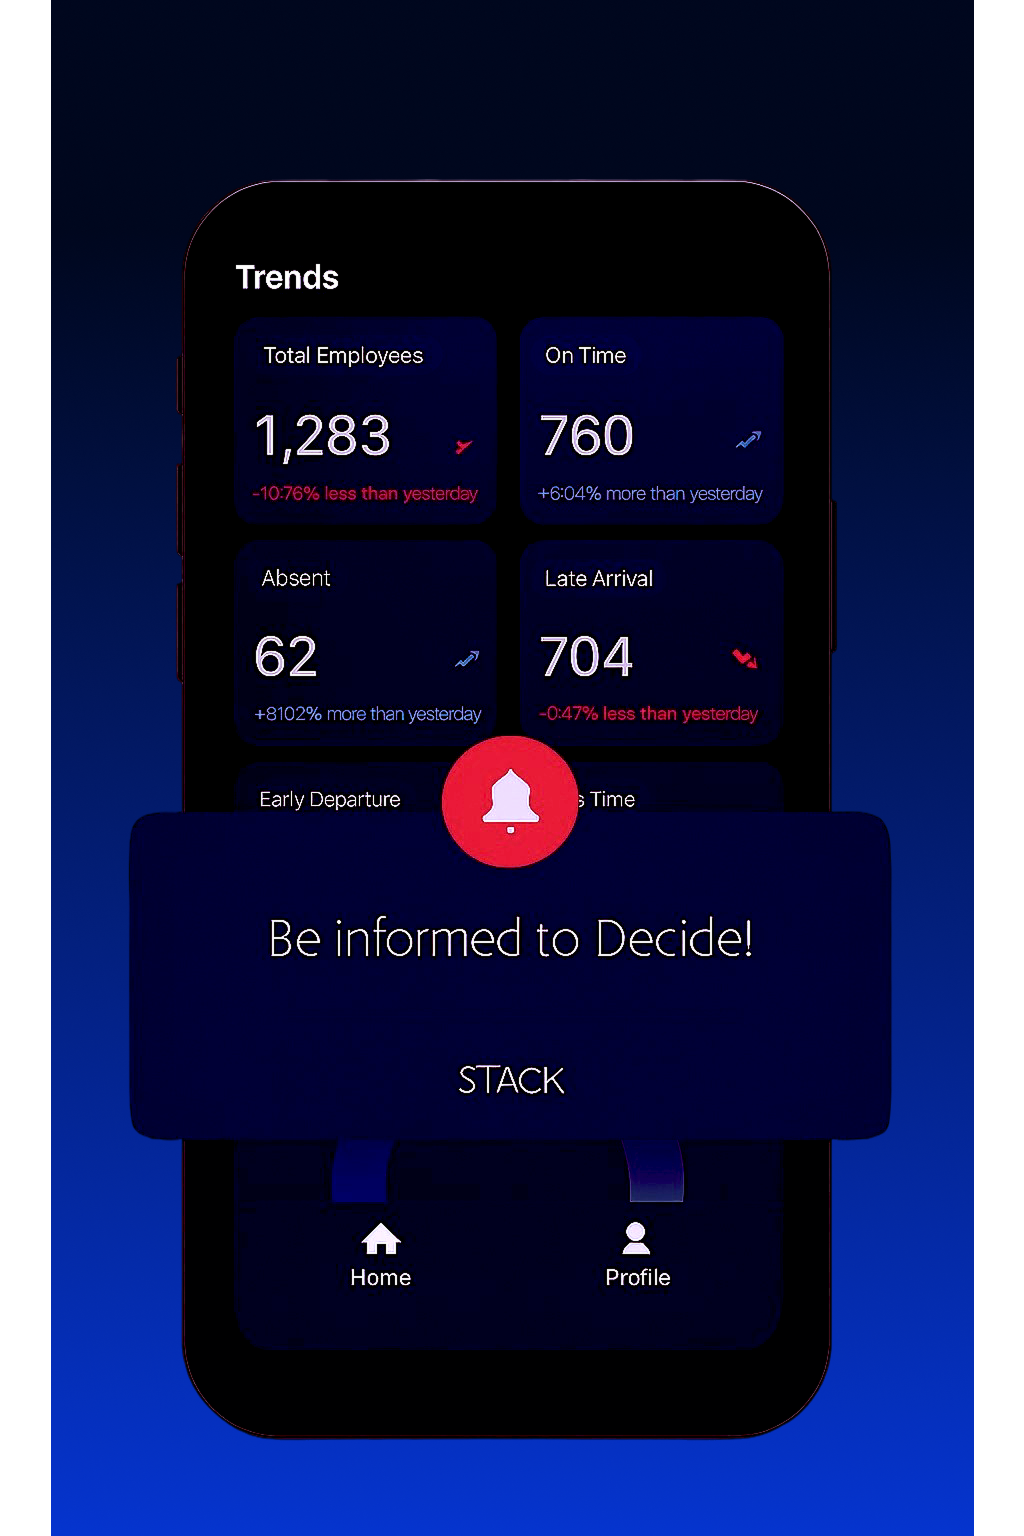 Trends
Total Employees
On Time
1,283
760
-10:76% less than yesterday
+6:04% more than yesterday
Absent
Late Arrival
62
704
+8102% more than yesterday
-0:47% less than yesterday
Early Departure
s Time
Be informed to Decide!
STACK
Home
Profile